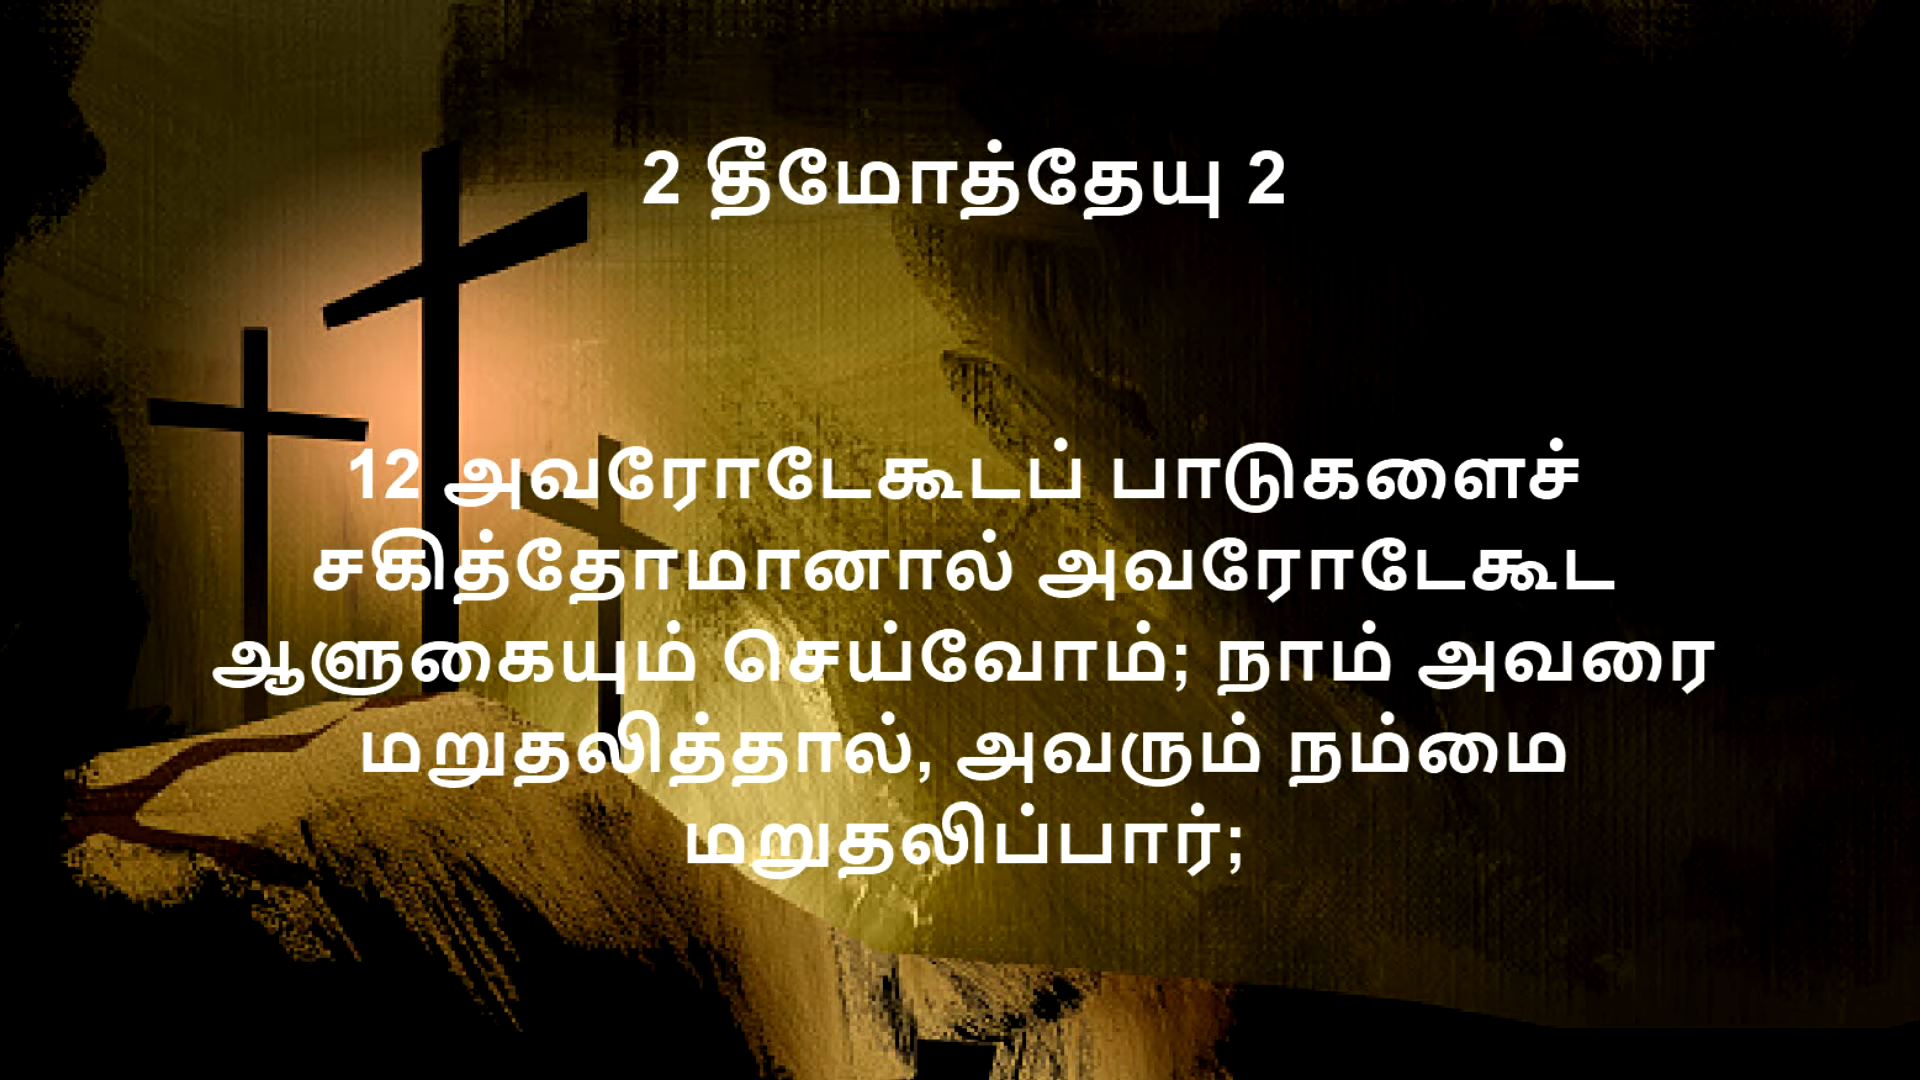 2 தீமோத்தேயு 2
12 அவரோடேகூடப் பாடுகளைச்
சகித்தோமானால் அவரோடேகூட
ஆளுகையும் செய்வோம்; நாம் அவரை
மறுதலித்தால், அவரும் நம்மை
மறுதலிப்பார்;